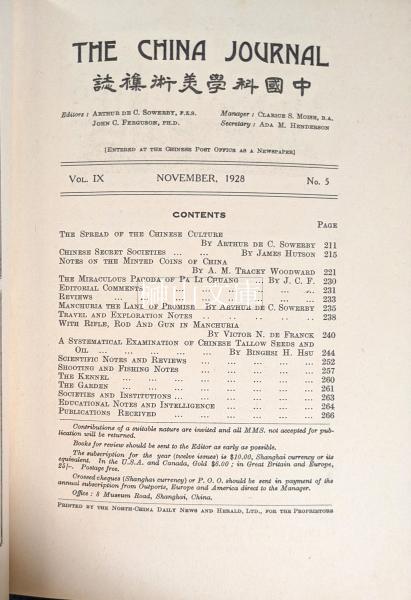 THE CHINA JOURNAL
誌穕術美學科國中
Editors: ARTHUR DE C. SOWERBY, F.Z.S. Manager: CLARICE S. MOISE, B.A.
JOHN C. FERGUSON, PH.D. Secretary: ADA M. HENDERSON
[ENTERED AT THE CHINESE POST OFFICE AS A NEWSPAPER]
VOL. IX NOVEMBER, 1928 No. 5
CONTENTS
PAGE
THE SPREAD OF THE CHINESE CULTURE
BY ARTHUR DE C. SOWERBY 211
CHINESE SECRET SOCIETIES ... ... BY JAMES HUTSON 215
NOTES ON THE MINTED COINS OF CHINA
BY A. M. TRACEY WOODWARD 221
THE MIRACULOUS PAGODA OF PA LI CHUANG BY J. C. F. 230
EDITORIAL COMMENTS 231
REVIEWS 233
MANCHURIA THE LAND OF PROMISE BY ARTHUR DE C. SOWERBY 235
TRAVEL AND EXPLORATION NOTES 238
WITH RIFLE, ROD AND GUN IN MANCHURIA
BY VICTOR N. DE FRANCK 240
A SYSTEMATICAL EXAMINATION OF CHINESE TALLOW SEEDS AND
OIL ... ... ... ... ... BY BINGHSI H. HSU 244
SCIENTIFIC NOTES AND REVIEWS ... ... ... ... 252
SHOOTING AND FISHING NOTES ... ... ... ... 257
THE KENNEL ... ... ... ... ... ... 260
THE GARDEN ... ... ... ... ... ... 261
SOCIETIES AND INSTITUTIONS ... ... ... ... 263
EDUCATIONAL NOTES AND INTELLIGENCE ... ... ... 264
PUBLICATIONS RECEIVED ... ... ... ... ... 266
Contributions of a suitable nature are invited and all MMS. not accepted for pub-
lication will be returned.
Books for review should be sent to the Editor as early as possible.
The subscription for the year (twelve issues) is $10.00, Shanghai currency or its
equivalent. In the U.S.A. and Canada, Gold $6.00; in Great Britain and Europe,
25/-. Postage free.
Crossed cheques (Shanghai currency) or P. O. O. should be sent in payment of the
annual subscription from Outports, Europe and America direct to the Manager.
Office: 8 Museum Road, Shanghai, China.
PRINTED BY THE NORTH-CHINA DAILY NEWS AND HERALD, LTD., FOR THE PROPRIETORS